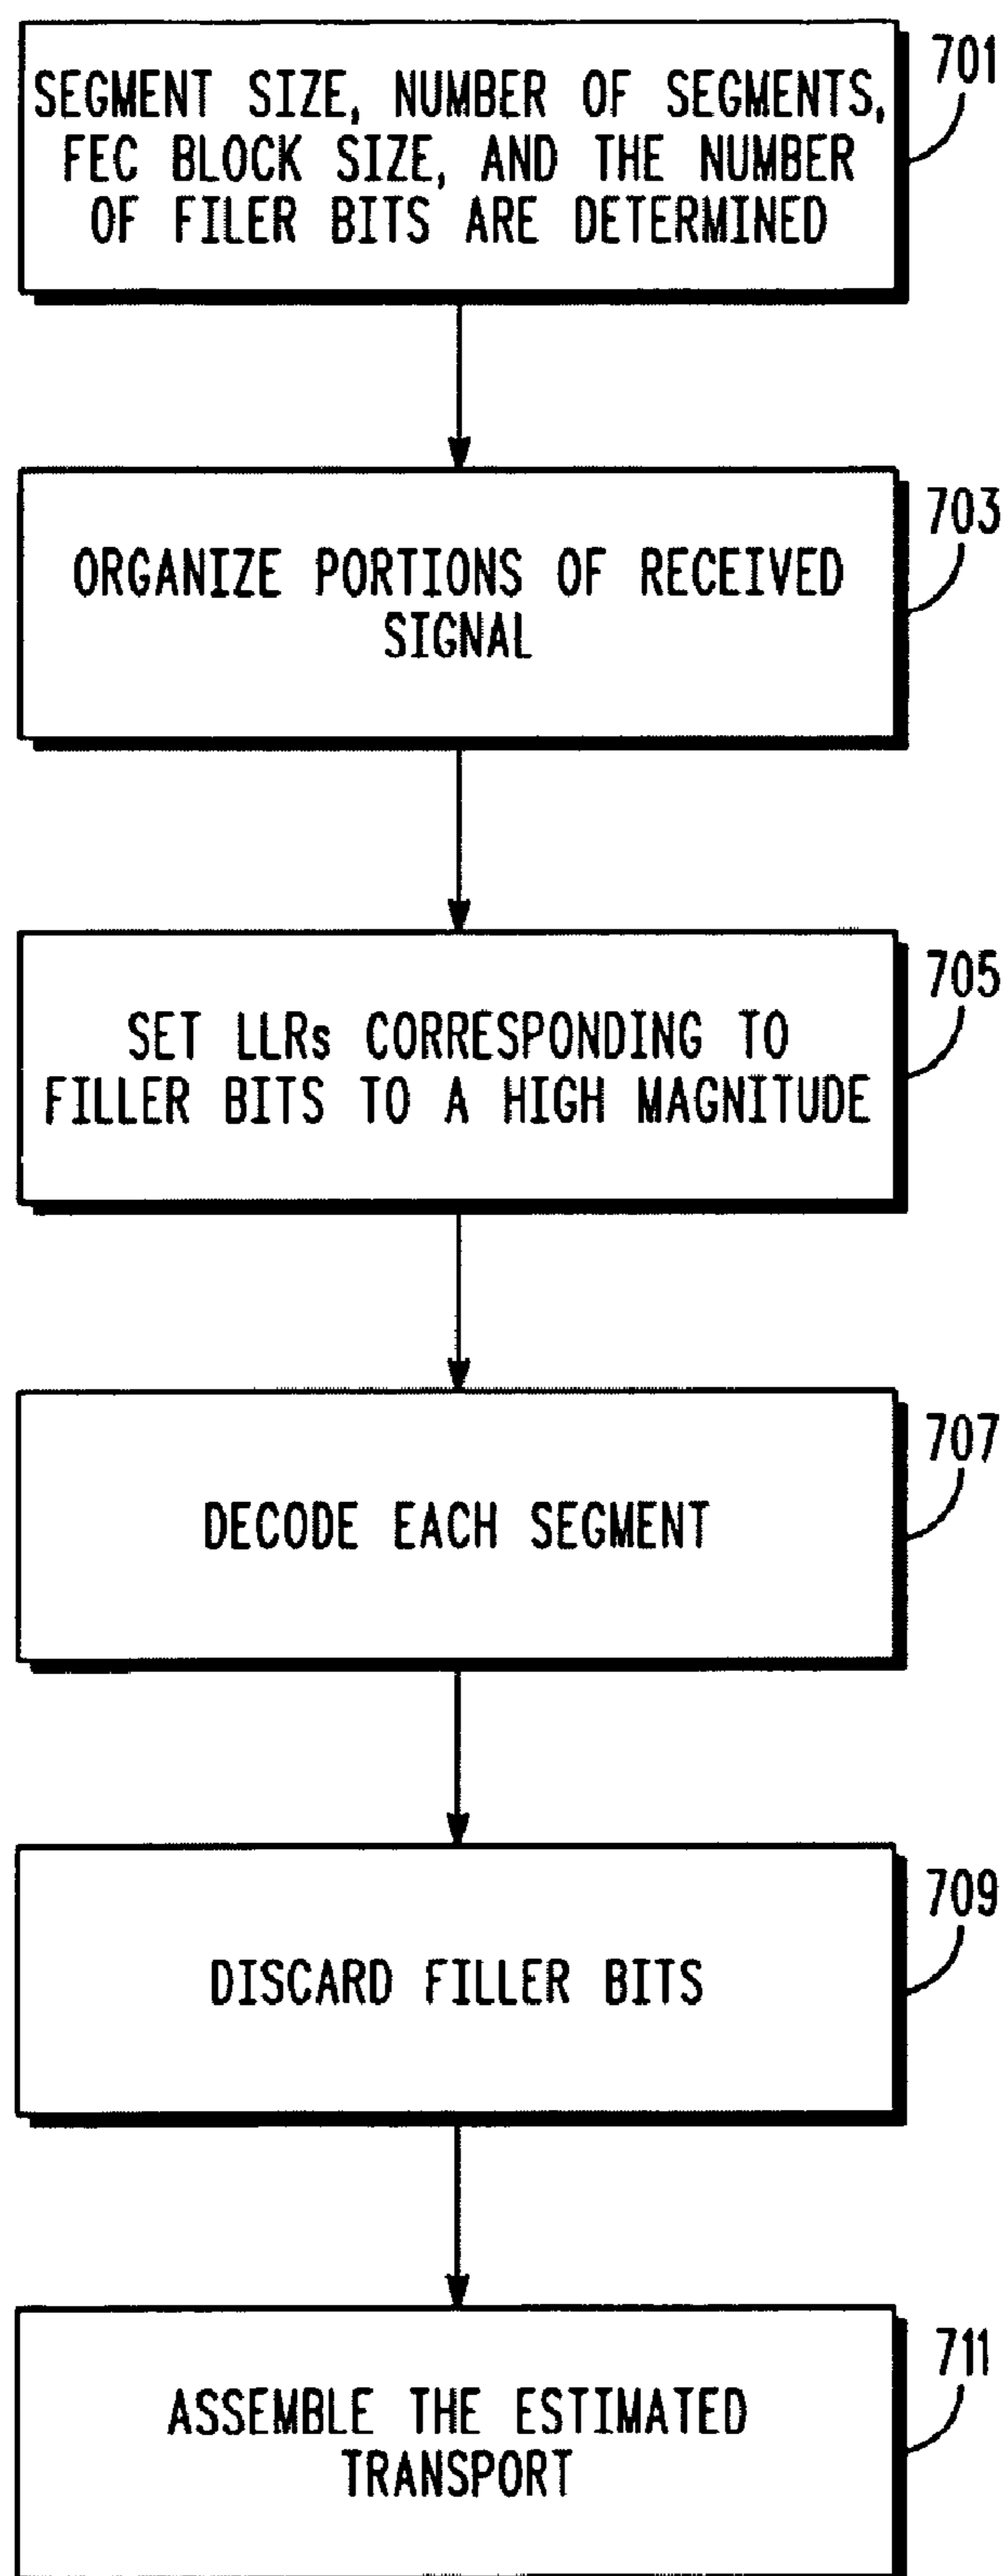 SEGMENT SIZE, NUMBER OF SEGMENTS,
FEC BLOCK SIZE, AND THE NUMBER
OF FILER BITS ARE DETERMINED
701
ORGANIZE PORTIONS OF RECEIVED
SIGNAL
703
SET LLRs CORRESPONDING TO
FILLER BITS TO A HIGH MAGNITUDE
705
DECODE EACH SEGMENT
707
DISCARD FILLER BITS
709
ASSEMBLE THE ESTIMATED
TRANSPORT
711